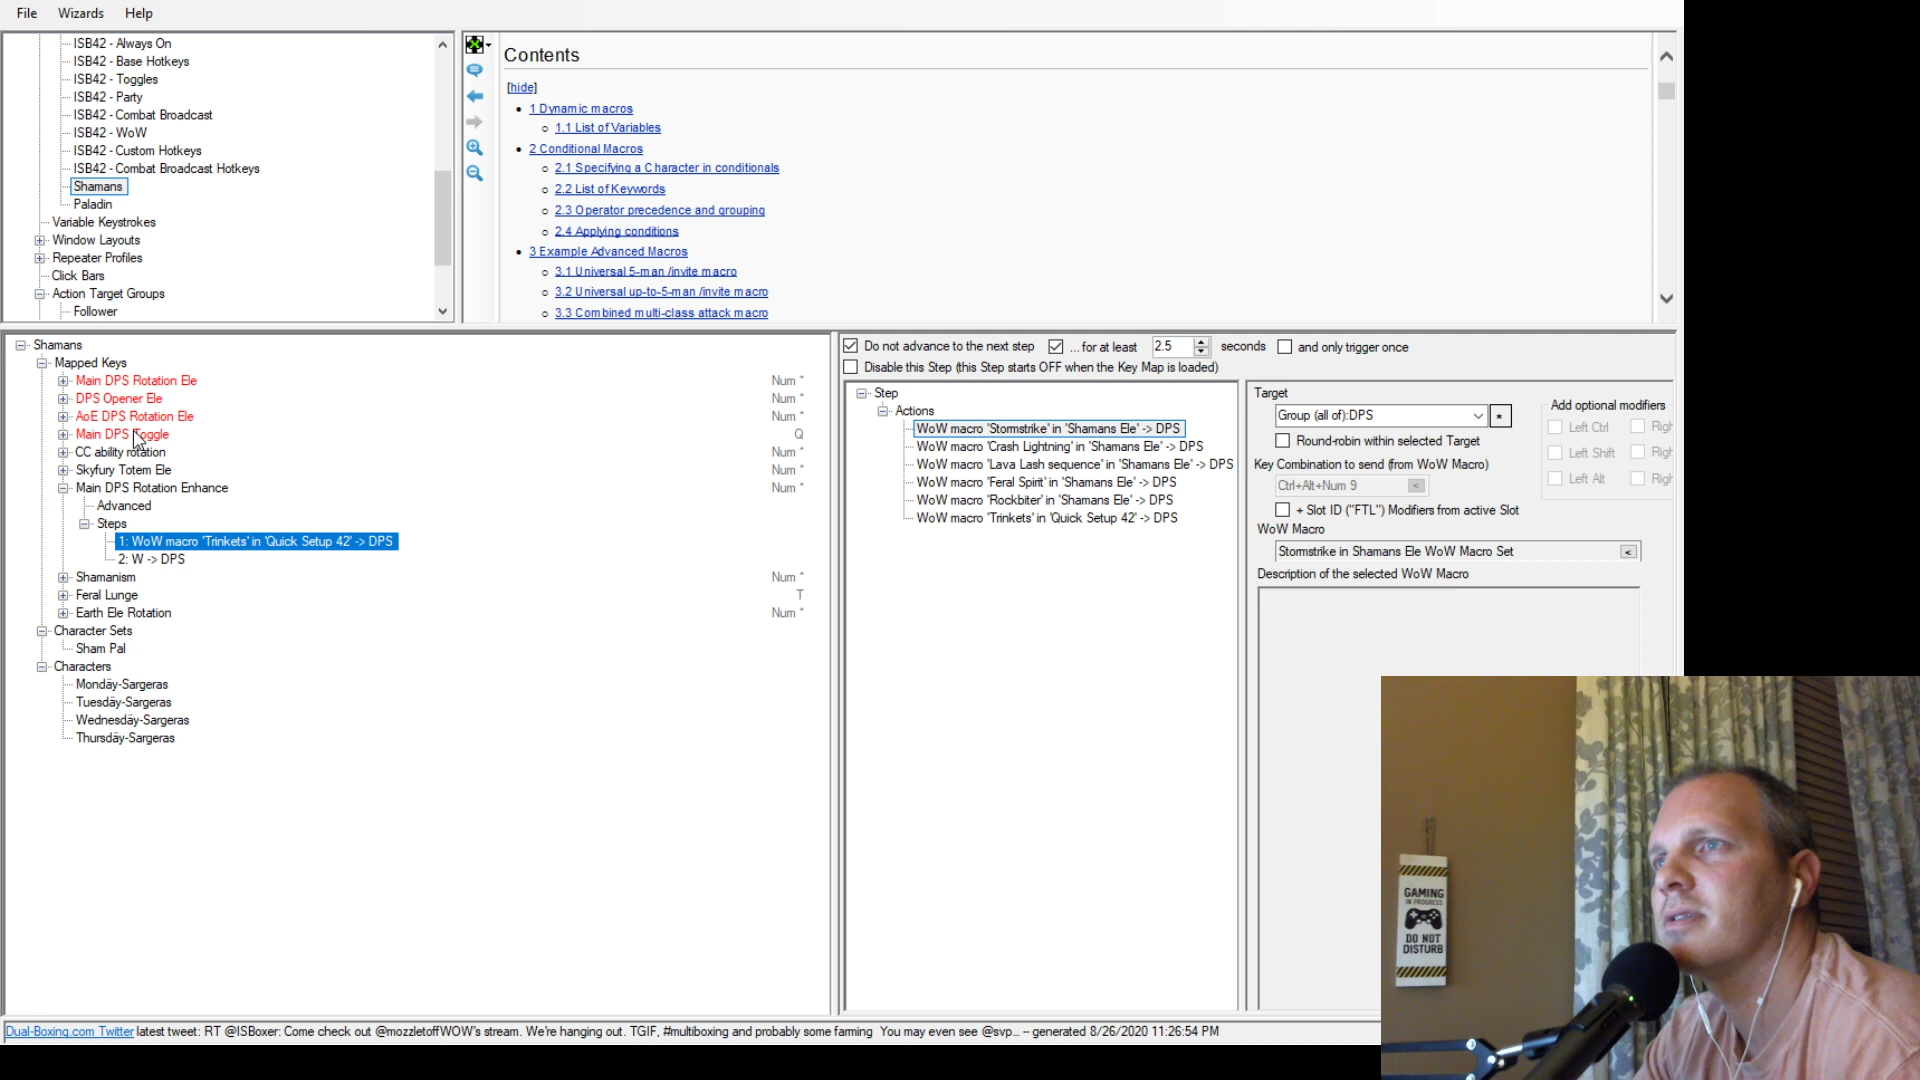 File Wizards Help
ISB42 - Always On
ISB42 - Base Hotkeys
ISB42 - Toggles
ISB42 - Party
ISB42 - Combat Broadcast
ISB42 - WoW
ISB42 - Custom Hotkeys
ISB42 - Combat Broadcast Hotkeys
Shamans
Paladin
Variable Keystrokes
Window Layouts
Repeater Profiles
Click Bars
Action Target Groups
Follower
Contents
[hide]
1 Dynamic macros
1.1 List of Variables
2 Conditional Macros
2.1 Specifying a Character in conditionals
2.2 List of Keywords
2.3 Operator precedence and grouping
2.4 Applying conditions
3 Example Advanced Macros
3.1 Universal 5-man /invite macro
3.2 Universal up-to-5-man /invite macro
3.3 Combined multi-class attack macro
Shamans
Mapped Keys
Main DPS Rotation Ele Num *
DPS Opener Ele Num *
AoE DPS Rotation Ele Num *
Main DPS Toggle Q
CC ability rotation Num *
Skyfury Totem Ele Num *
Main DPS Rotation Enhance Num *
Advanced
Steps
1: WoW macro 'Trinkets' in 'Quick Setup 42' -> DPS
2: W -> DPS
Shamanism Num *
Feral Lunge T
Earth Ele Rotation Num *
Character Sets
Sham Pal
Characters
Mondäy-Sargeras
Tuesdäy-Sargeras
Wednesdäy-Sargeras
Thursdäy-Sargeras
Do not advance to the next step ... for at least 2.5 seconds and only trigger once
Disable this Step (this Step starts OFF when the Key Map is loaded)
Step
Actions
WoW macro 'Stormstrike' in 'Shamans Ele' -> DPS
WoW macro 'Crash Lightning' in 'Shamans Ele' -> DPS
WoW macro 'Lava Lash sequence' in 'Shamans Ele' -> DPS
WoW macro 'Feral Spirit' in 'Shamans Ele' -> DPS
WoW macro 'Rockbiter' in 'Shamans Ele' -> DPS
WoW macro 'Trinkets' in 'Quick Setup 42' -> DPS
Target
Group (all of):DPS *
Round-robin within selected Target
Key Combination to send (from WoW Macro)
Ctrl+Alt+Num 9 <
+ Slot ID ("FTL") Modifiers from active Slot
WoW Macro
Stormstrike in Shamans Ele WoW Macro Set <
Description of the selected WoW Macro
Add optional modifiers
Left Ctrl Righ
Left Shift Righ
Left Alt Righ
GAMING
IN PROGRESS
DO NOT
DISTURB
Dual-Boxing.com Twitter latest tweet: RT @ISBoxer: Come check out @mozzletoffWOW's stream. We're hanging out. TGIF, #multiboxing and probably some farming You may even see @svp... -- generated 8/26/2020 11:26:54 PM